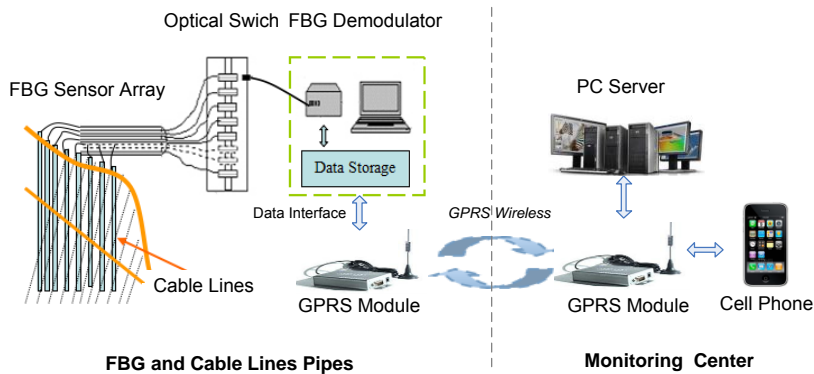 Optical Swich FBG Demodulator
FBG Sensor Array
PC Server
Data Storage
Data Interface
GPRS Wireless
Cable Lines
GPRS Module
GPRS Module
Cell Phone
FBG and Cable Lines Pipes
Monitoring Center